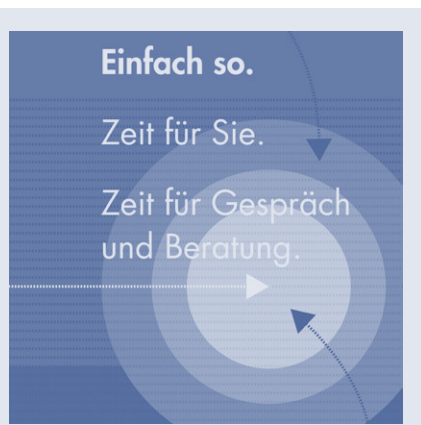 Einfach so.
Zeit für Sie.
Zeit für Gespräch
und Beratung.